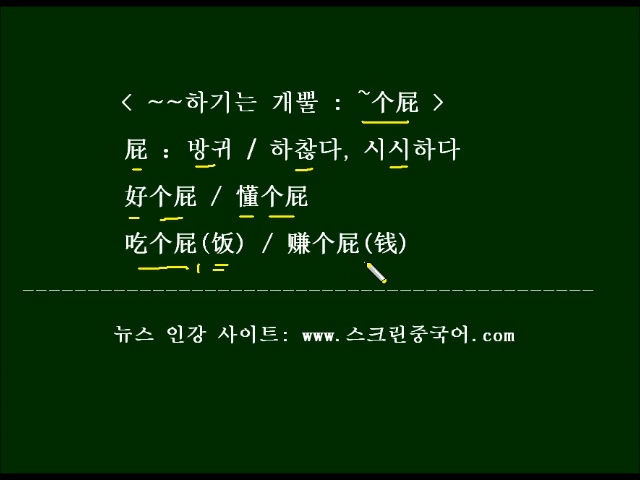 < ~~하기는 개뿔 : ~个屁 >
屁 : 방귀 / 하찮다, 시시하다
好个屁 / 懂个屁
吃个屁(饭) / 赚个屁(钱)
뉴스 인강 사이트: www.스크린중국어.com